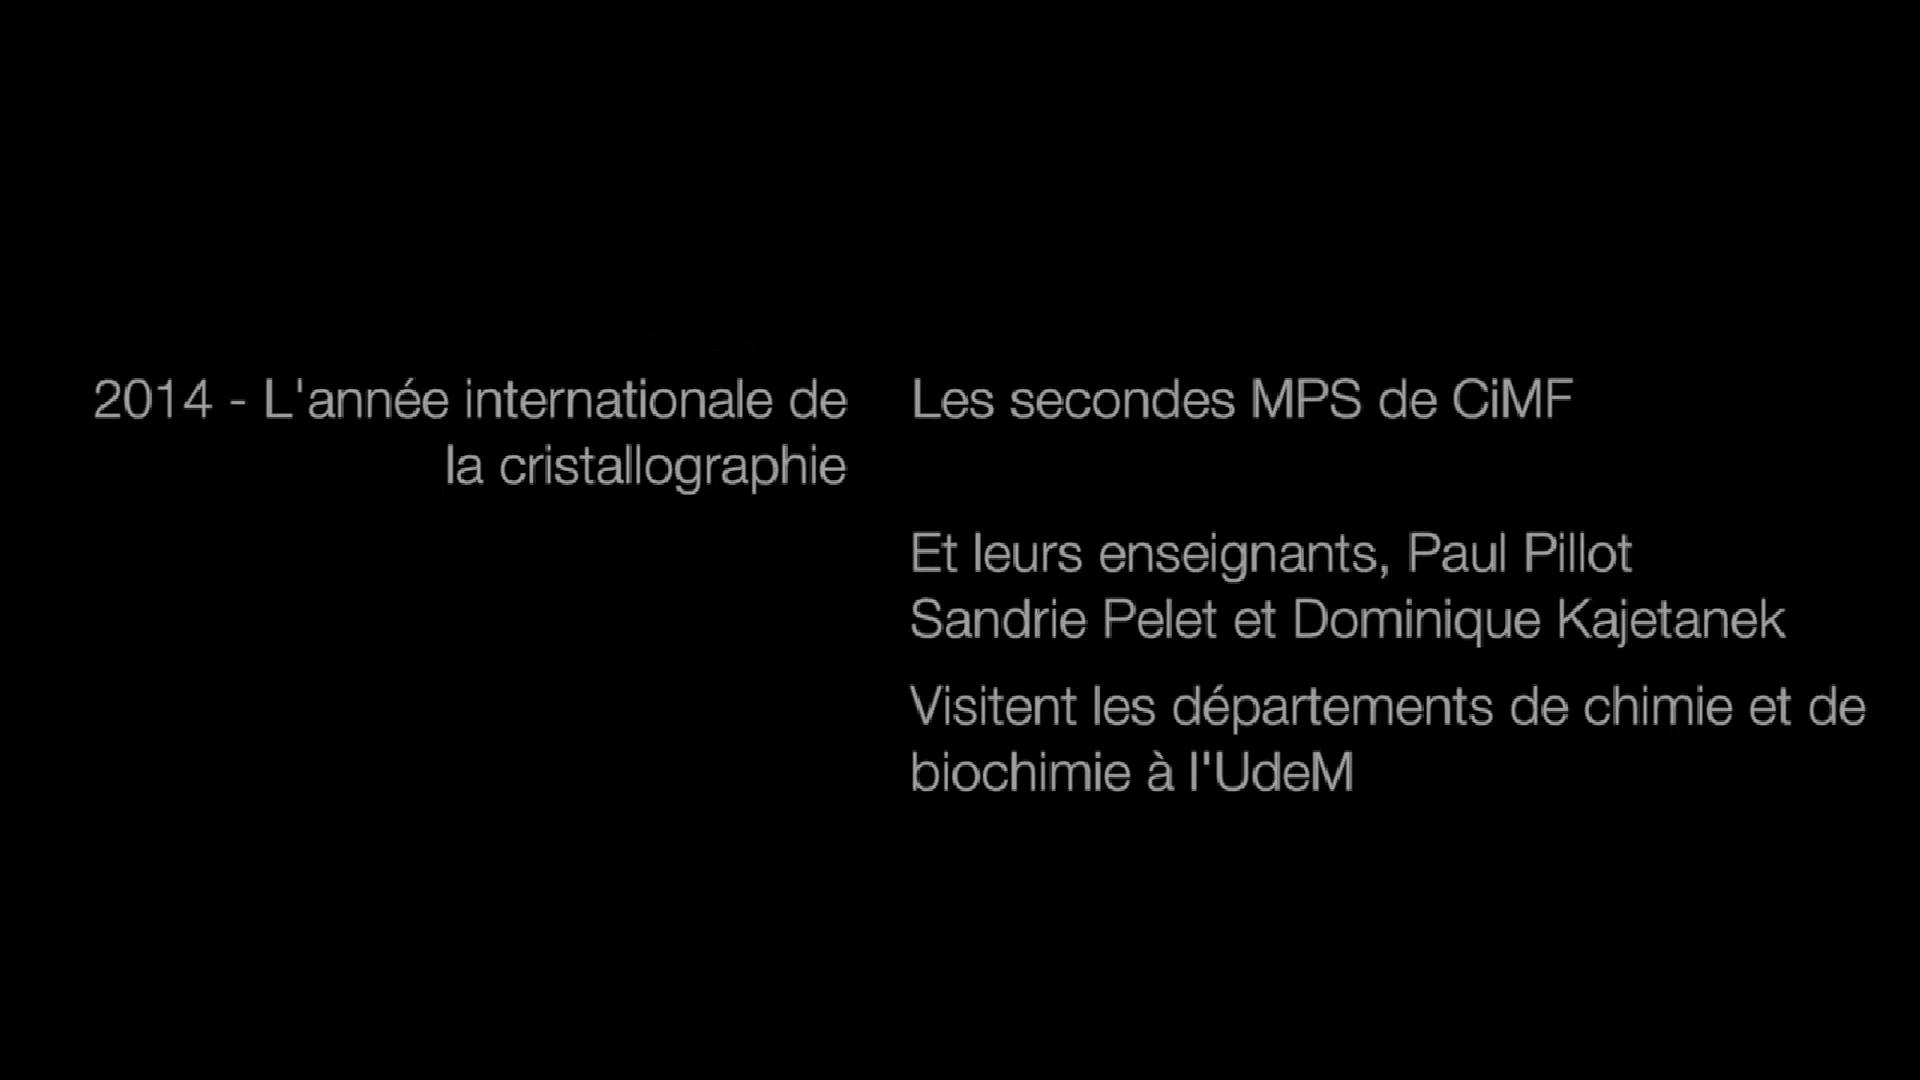 2014 - L'année internationale de
la cristallographie
Les secondes MPS de CiMF
Et leurs enseignants, Paul Pillot
Sandrie Pelet et Dominique Kajetanek
Visitent les départements de chimie et de
biochimie à l'UdeM